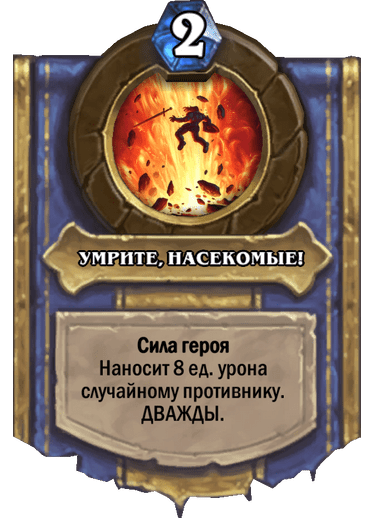 2
УМРИТЕ, НАСЕКОМЫЕ!
Сила героя
Наносит 8 ед. урона
случайному противнику.
ДВАЖДЫ.